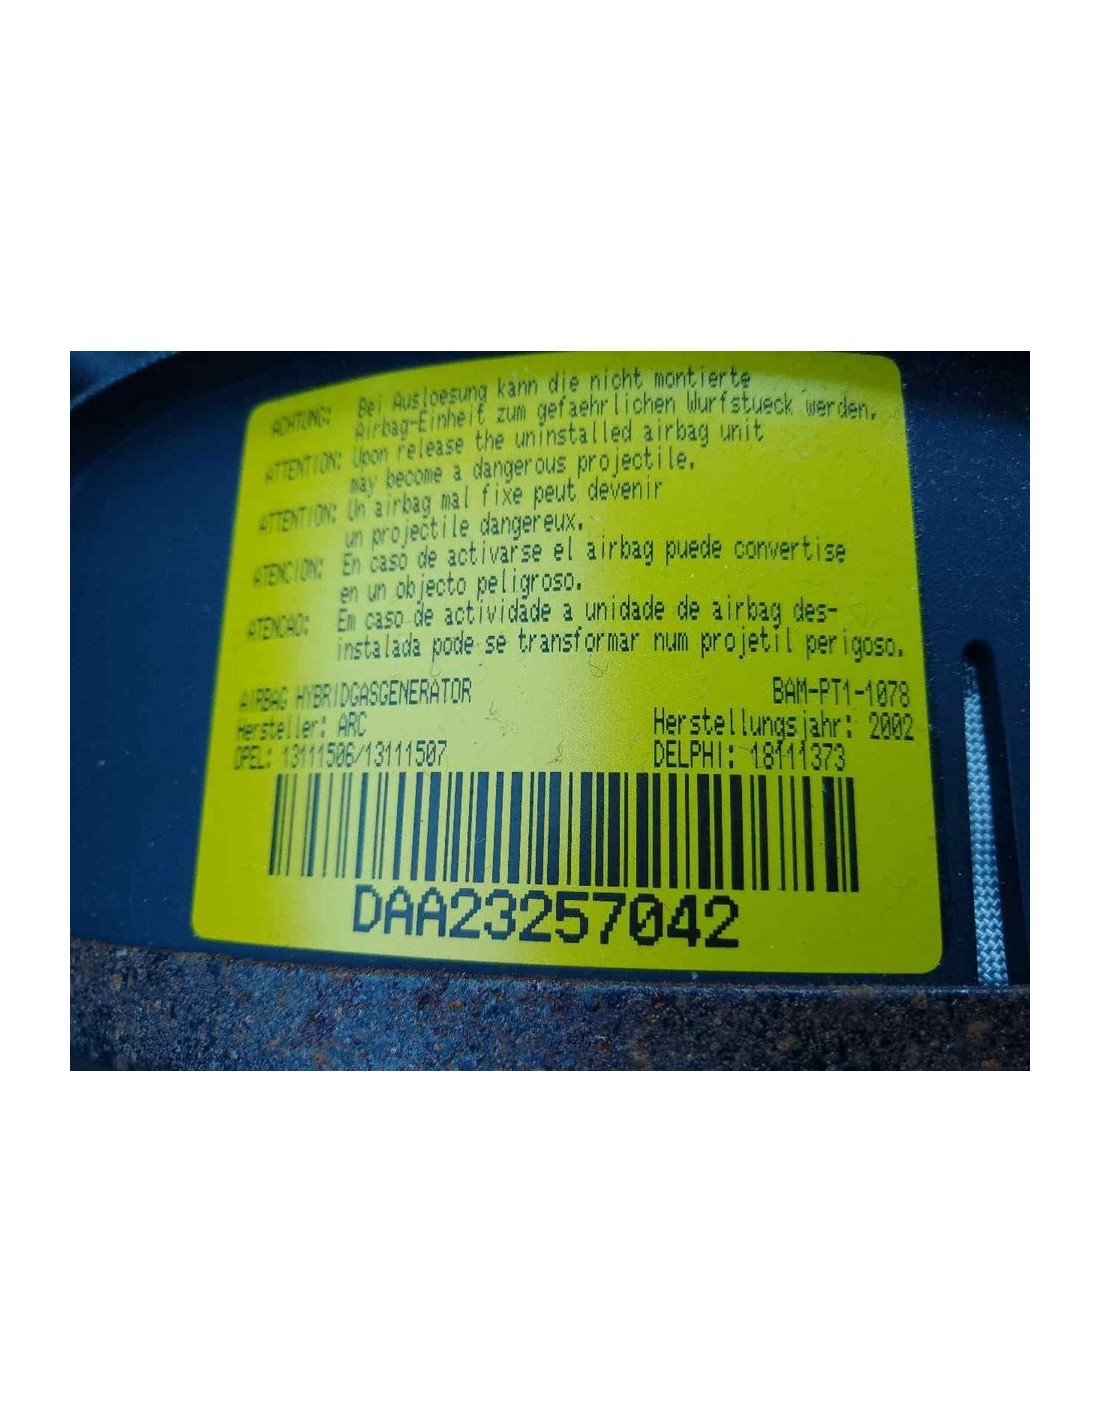 ACHTUNG: Bei Ausloesung kann die nicht montierte
Airbag-Einheit zum gefaehrlichen Wurfstueck werden.
ATTENTION: Upon release the uninstalled airbag unit
may become a dangerous projectile.
ATTENTION: Un airbag mal fixe peut devenir
un projectile dangereux.
ATENCION: En caso de activarse el airbag puede convertise
en un objecto peligroso.
ATENCAO: Em caso de actividade a unidade de airbag des-
instalada pode se transformar num projetil perigoso.
AIRBAG HYBRIDGASGENERATOR BAM-PT1-1078
Hersteller: ARC Herstellungsjahr: 2002
OPEL: 13111506/13111507 DELPHI: 18111373
DAA23257042